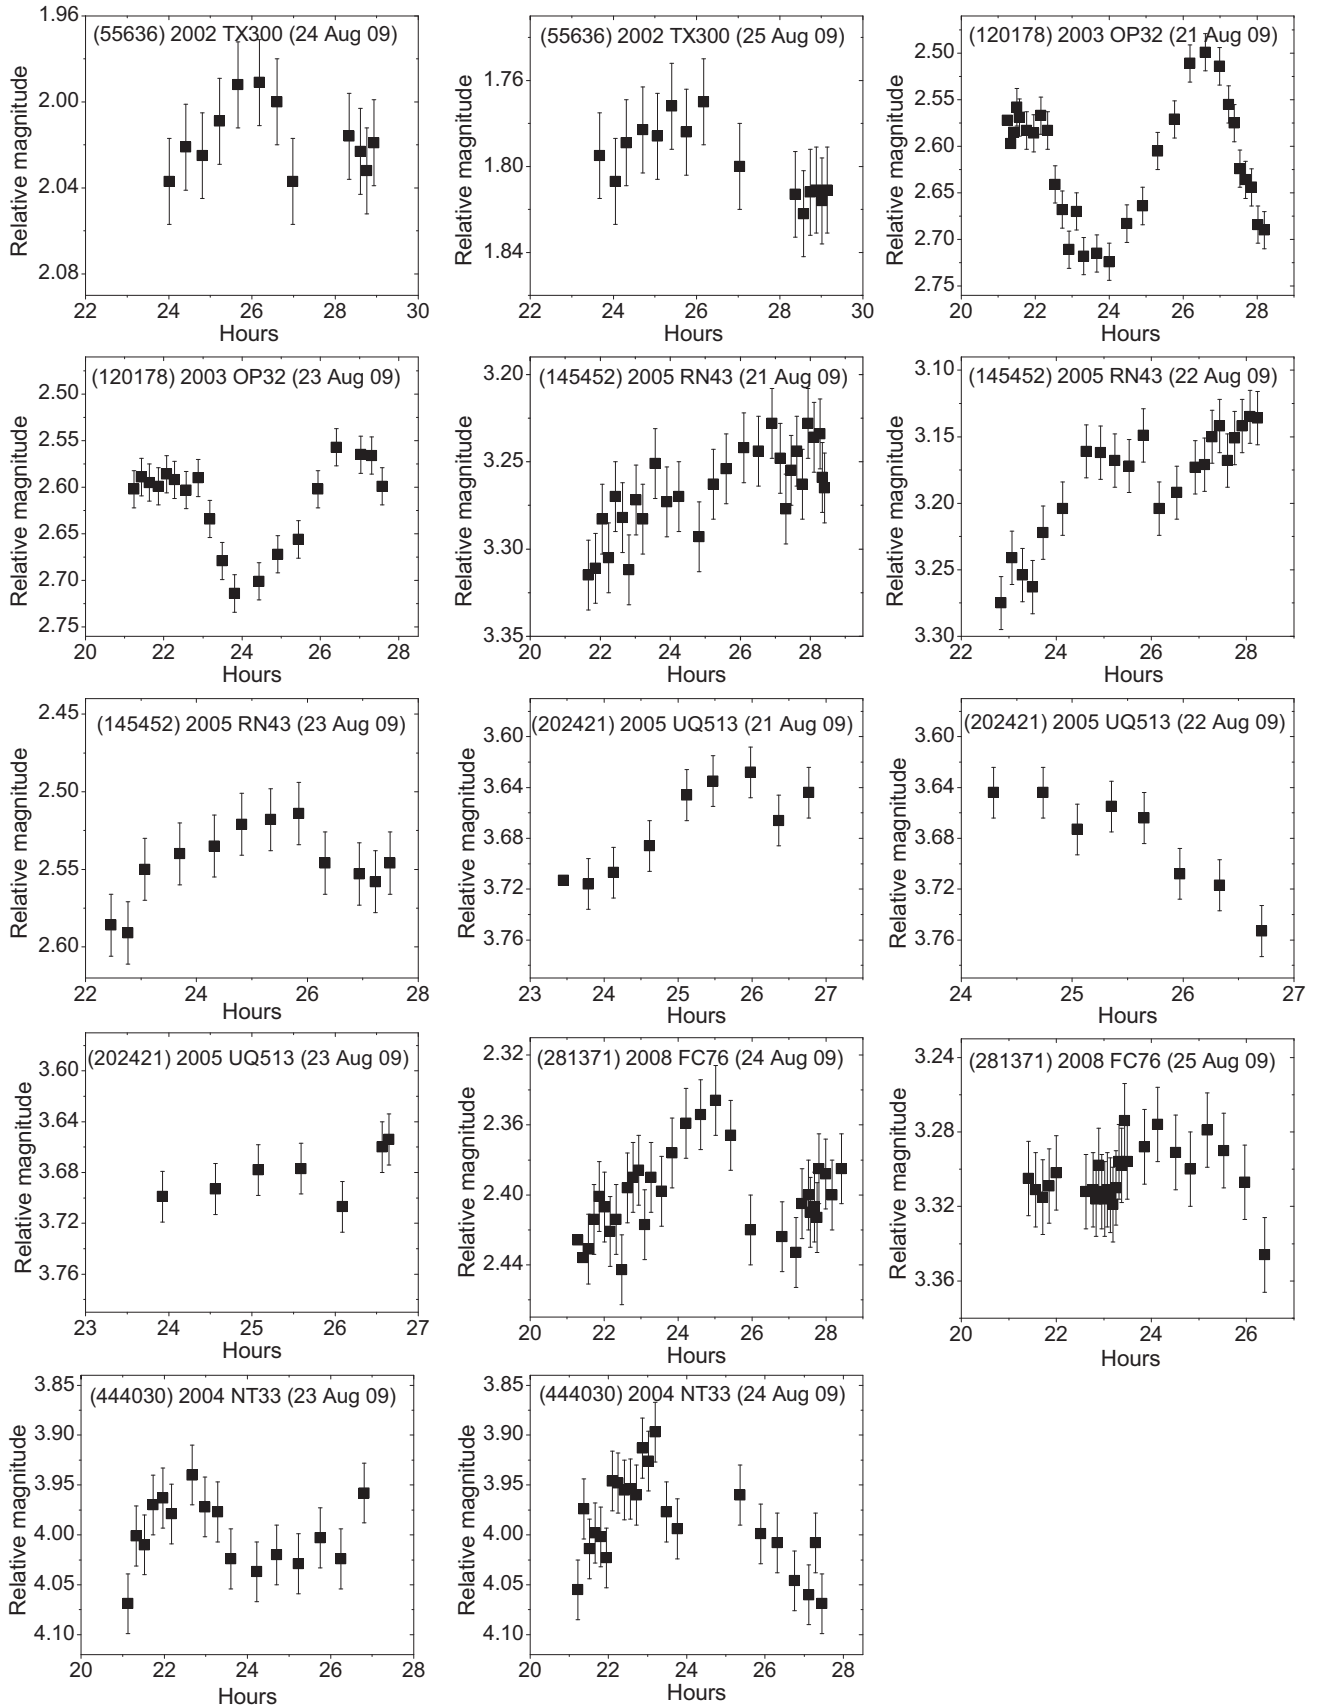 (55636) 2002 TX300 (24 Aug 09)
Relative magnitude
1.96
2.00
2.04
2.08
22 24 26 28 30
Hours
(55636) 2002 TX300 (25 Aug 09)
Relative magnitude
1.76
1.80
1.84
22 24 26 28 30
Hours
(120178) 2003 OP32 (21 Aug 09)
Relative magnitude
2.50
2.55
2.60
2.65
2.70
2.75
20 22 24 26 28
Hours
(120178) 2003 OP32 (23 Aug 09)
Relative magnitude
2.50
2.55
2.60
2.65
2.70
2.75
20 22 24 26 28
Hours
(145452) 2005 RN43 (21 Aug 09)
Relative magnitude
3.20
3.25
3.30
3.35
20 22 24 26 28
Hours
(145452) 2005 RN43 (22 Aug 09)
Relative magnitude
3.10
3.15
3.20
3.25
3.30
22 24 26 28
Hours
(145452) 2005 RN43 (23 Aug 09)
Relative magnitude
2.45
2.50
2.55
2.60
22 24 26 28
Hours
(202421) 2005 UQ513 (21 Aug 09)
Relative magnitude
3.60
3.64
3.68
3.72
3.76
23 24 25 26 27
Hours
(202421) 2005 UQ513 (22 Aug 09)
Relative magnitude
3.60
3.64
3.68
3.72
3.76
24 25 26 27
Hours
(202421) 2005 UQ513 (23 Aug 09)
Relative magnitude
3.60
3.64
3.68
3.72
3.76
23 24 25 26 27
Hours
(281371) 2008 FC76 (24 Aug 09)
Relative magnitude
2.32
2.36
2.40
2.44
20 22 24 26 28
Hours
(281371) 2008 FC76 (25 Aug 09)
Relative magnitude
3.24
3.28
3.32
3.36
20 22 24 26
Hours
(444030) 2004 NT33 (23 Aug 09)
Relative magnitude
3.85
3.90
3.95
4.00
4.05
4.10
20 22 24 26 28
Hours
(444030) 2004 NT33 (24 Aug 09)
Relative magnitude
3.85
3.90
3.95
4.00
4.05
4.10
20 22 24 26 28
Hours